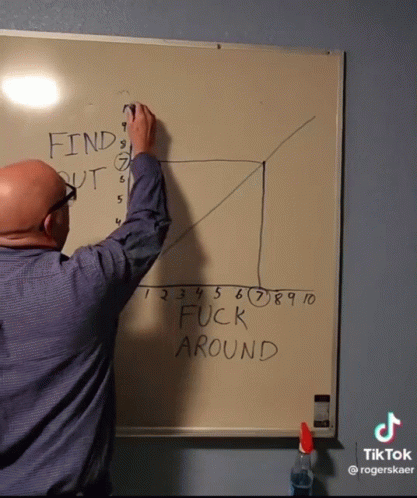 FIND
OUT
9
8
7
6
5
4
1 2 3 4 5 6 7 8 9 10
FUCK
AROUND
TikTok
@rogerskaer